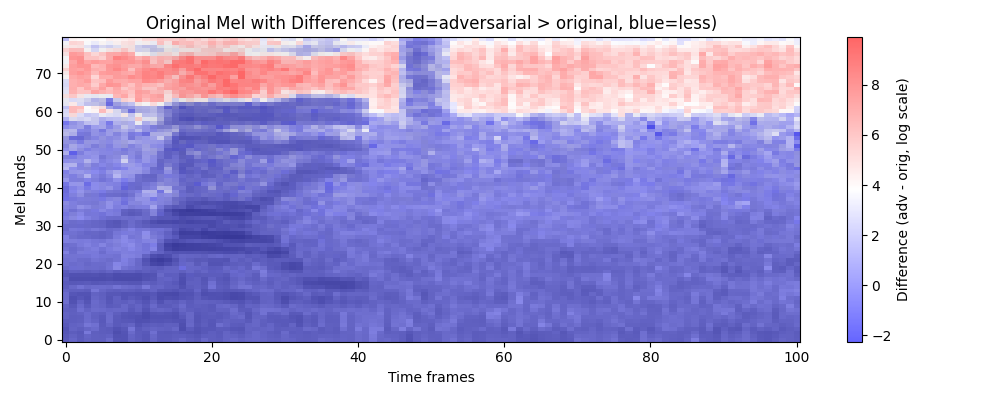 Original Mel with Differences (red=adversarial > original, blue=less)
70
60
50
40
30
20
10
0
Mel bands
0 20 40 60 80 100
Time frames
8
6
4
2
0
−2
Difference (adv - orig, log scale)